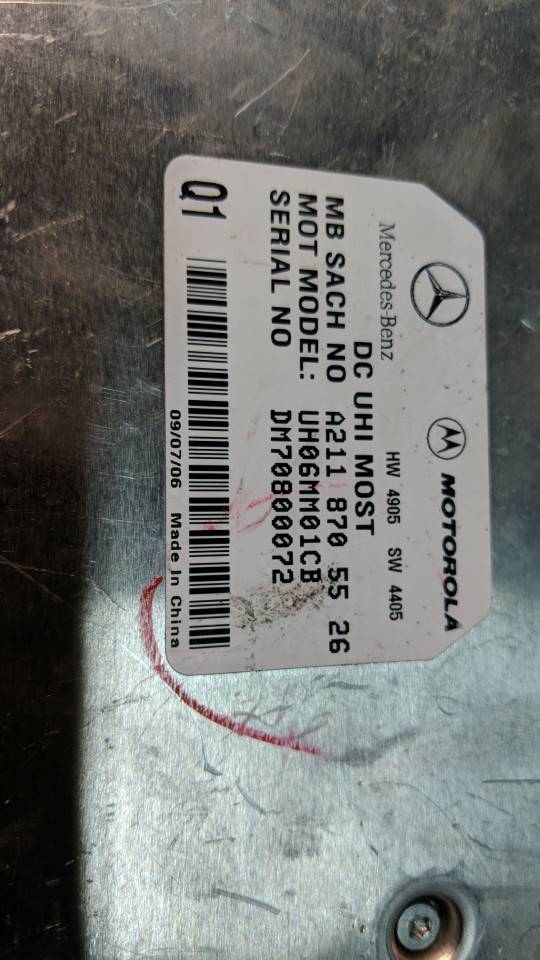 MOTOROLA
Mercedes-Benz
HW 4905 SW 4405
DC UHI MOST
MB SACH NO A211 870 55 26
MOT MODEL: UH06MM01CB
SERIAL NO DM70800072
Q1
09/07/06 Made In China